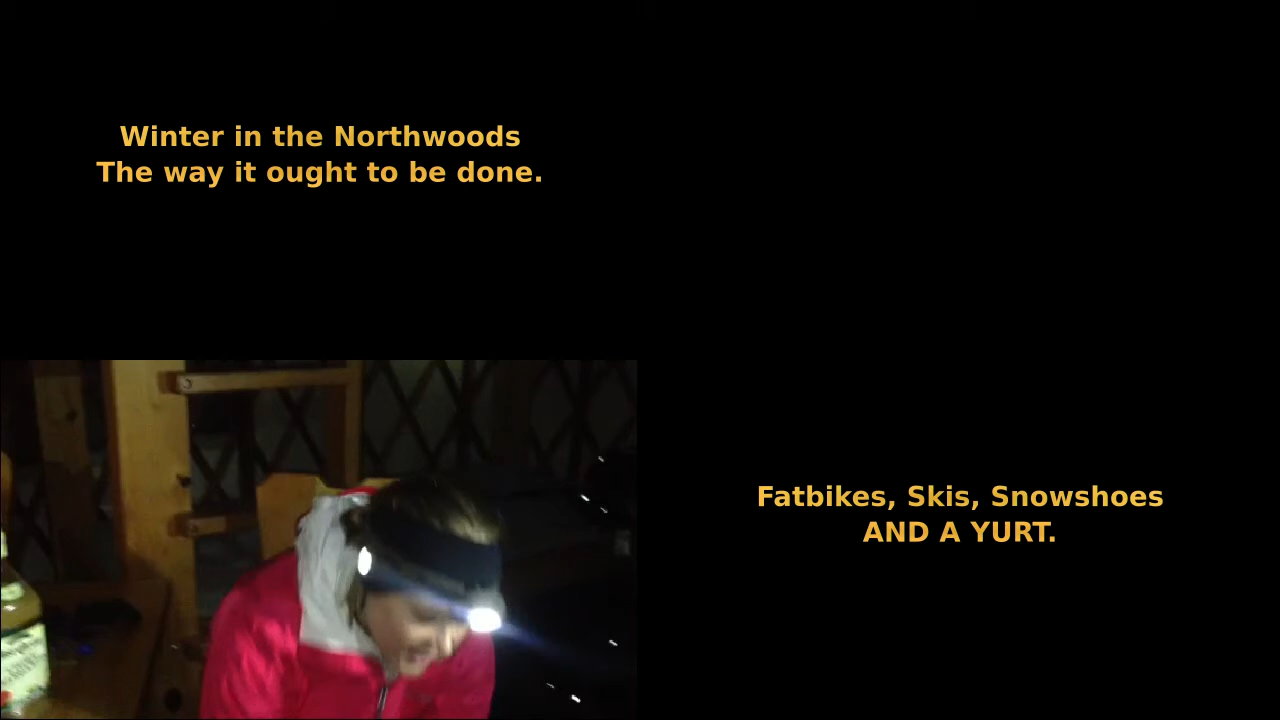 Winter in the Northwoods
The way it ought to be done.
Fatbikes, Skis, Snowshoes
AND A YURT.